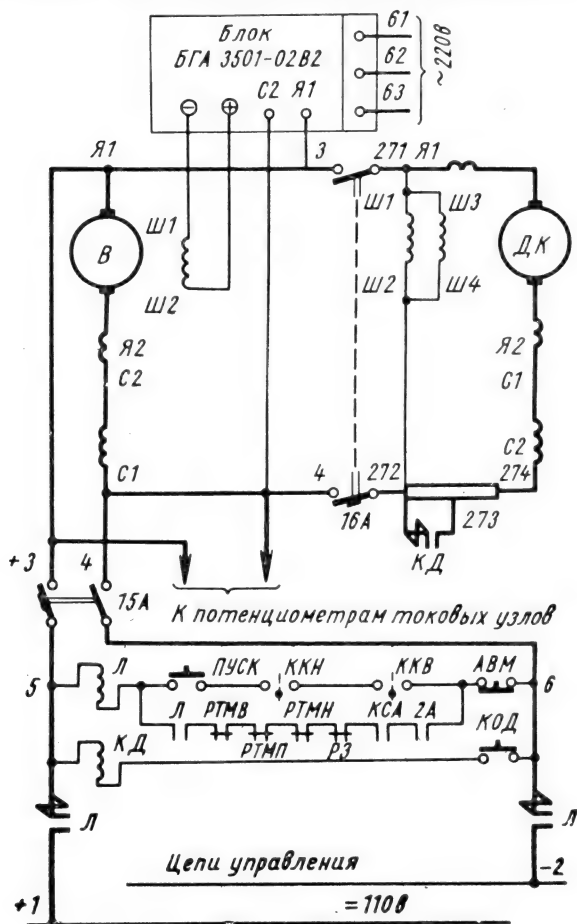 Блок
БГА 3501-02В2
61
62
63
~220В
⊖ ⊕ С2 Я1
Я1
3 271 Я1
Ш1
Ш2
В
Ш1 Ш3
Ш2 Ш4
ДК
Я2
С2
С1
Я2
С1
С2
4 272 274
16А 273
КД
+3 4
15А
К потенциометрам токовых узлов
5 Л ПУСК ККН ККВ АВМ 6
Л РТМВ РТМН КСА 2А
РТМП РЗ
КД КОД
Л Л
Цепи управления -2
+1 =110В